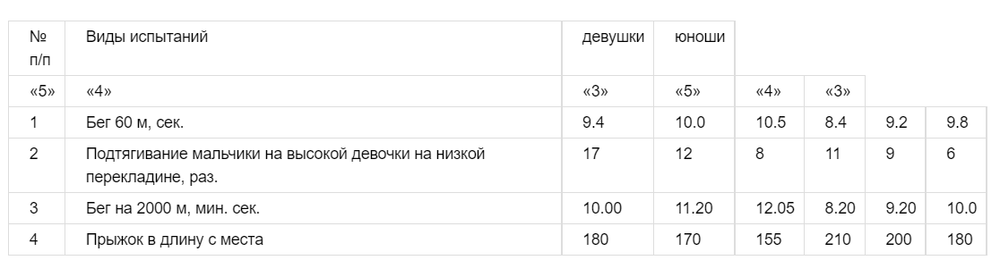 № Виды испытаний девушки юноши
п/п
«5» «4» «3» «5» «4» «3»
1 Бег 60 м, сек. 9.4 10.0 10.5 8.4 9.2 9.8
2 Подтягивание мальчики на высокой девочки на низкой 17 12 8 11 9 6
перекладине, раз.
3 Бег на 2000 м, мин. сек. 10.00 11.20 12.05 8.20 9.20 10.0
4 Прыжок в длину с места 180 170 155 210 200 180